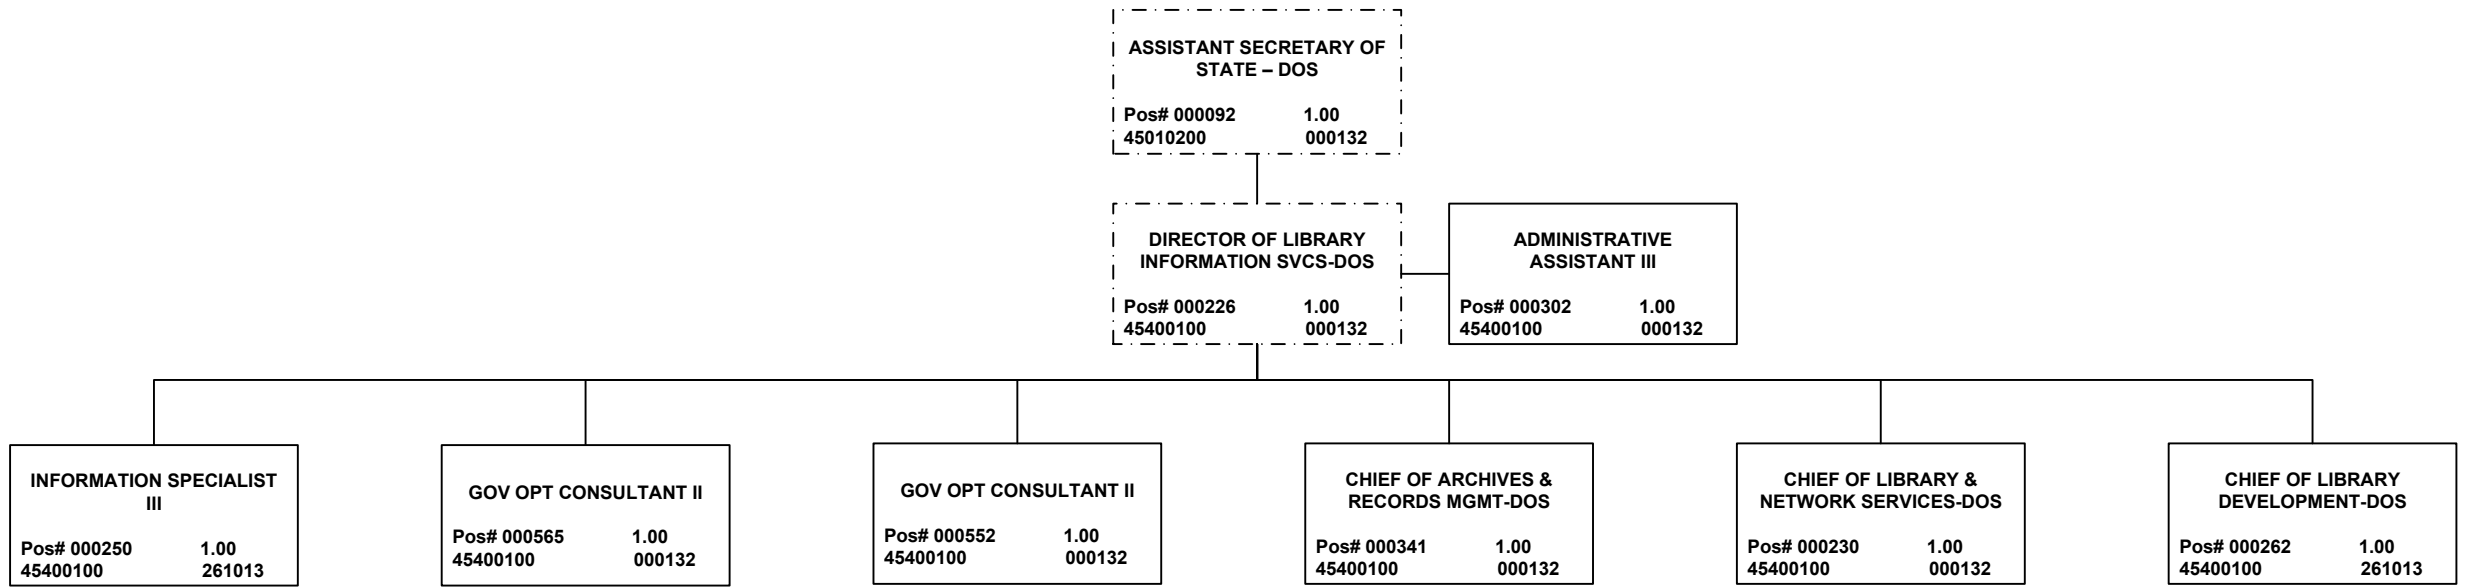 ASSISTANT SECRETARY OF
STATE – DOS
Pos# 000092 1.00
45010200 000132
DIRECTOR OF LIBRARY
INFORMATION SVCS-DOS
Pos# 000226 1.00
45400100 000132
ADMINISTRATIVE
ASSISTANT III
Pos# 000302 1.00
45400100 000132
INFORMATION SPECIALIST
III
Pos# 000250 1.00
45400100 261013
GOV OPT CONSULTANT II
Pos# 000565 1.00
45400100 000132
GOV OPT CONSULTANT II
Pos# 000552 1.00
45400100 000132
CHIEF OF ARCHIVES &
RECORDS MGMT-DOS
Pos# 000341 1.00
45400100 000132
CHIEF OF LIBRARY &
NETWORK SERVICES-DOS
Pos# 000230 1.00
45400100 000132
CHIEF OF LIBRARY
DEVELOPMENT-DOS
Pos# 000262 1.00
45400100 261013